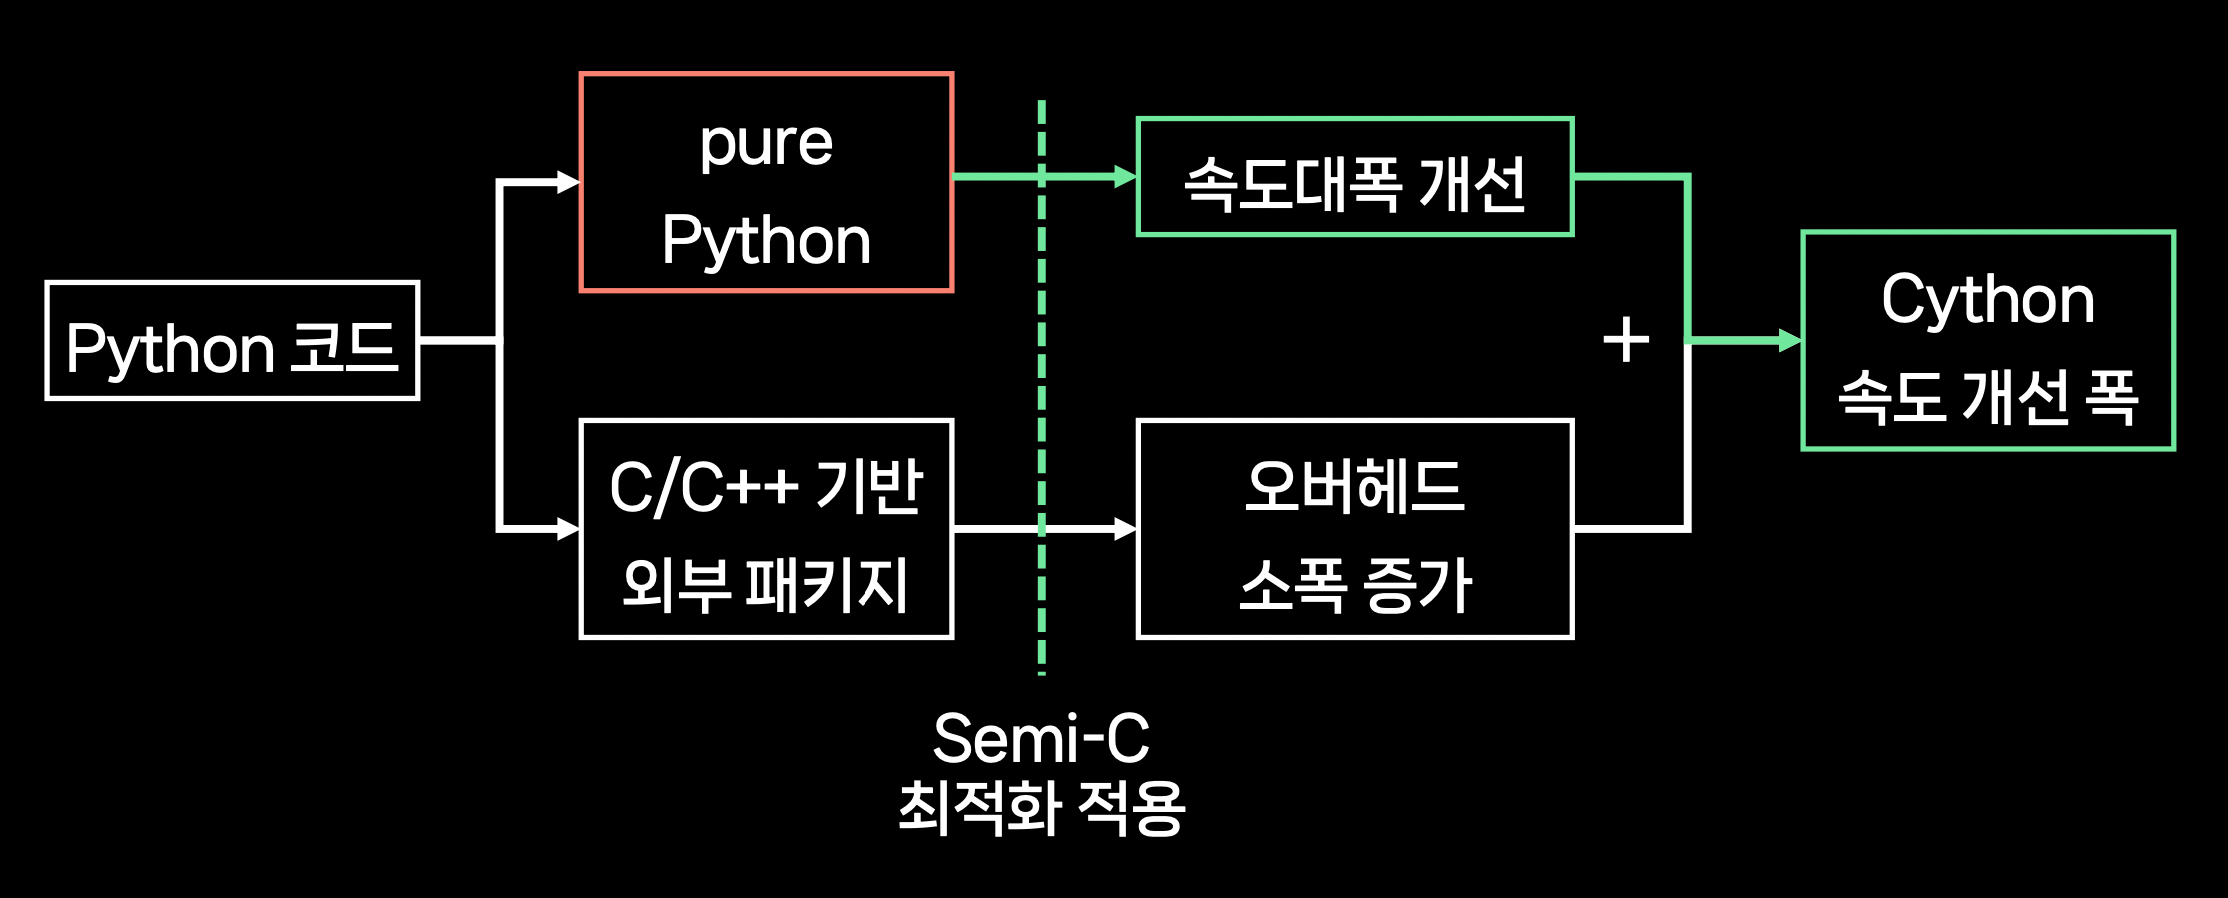 pure
Python
속도대폭 개선
Python 코드
+
Cython
속도 개선 폭
C/C++ 기반
외부 패키지
오버헤드
소폭 증가
Semi-C
최적화 적용